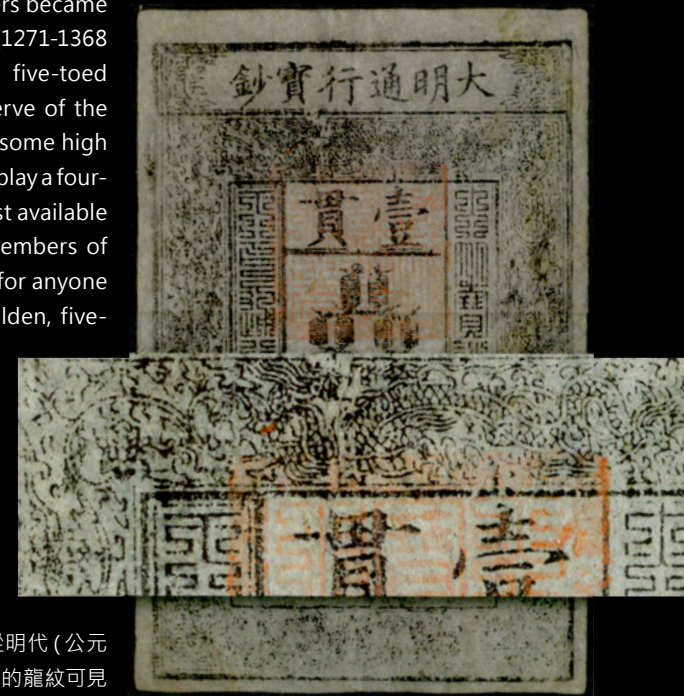 ers became
1271-1368
five-toed
erve of the
some high
play a four-
st available
embers of
for anyone
lden, five-
大明通行寶鈔
壹貫
壹貫
從明代 ( 公元
的龍紋可見